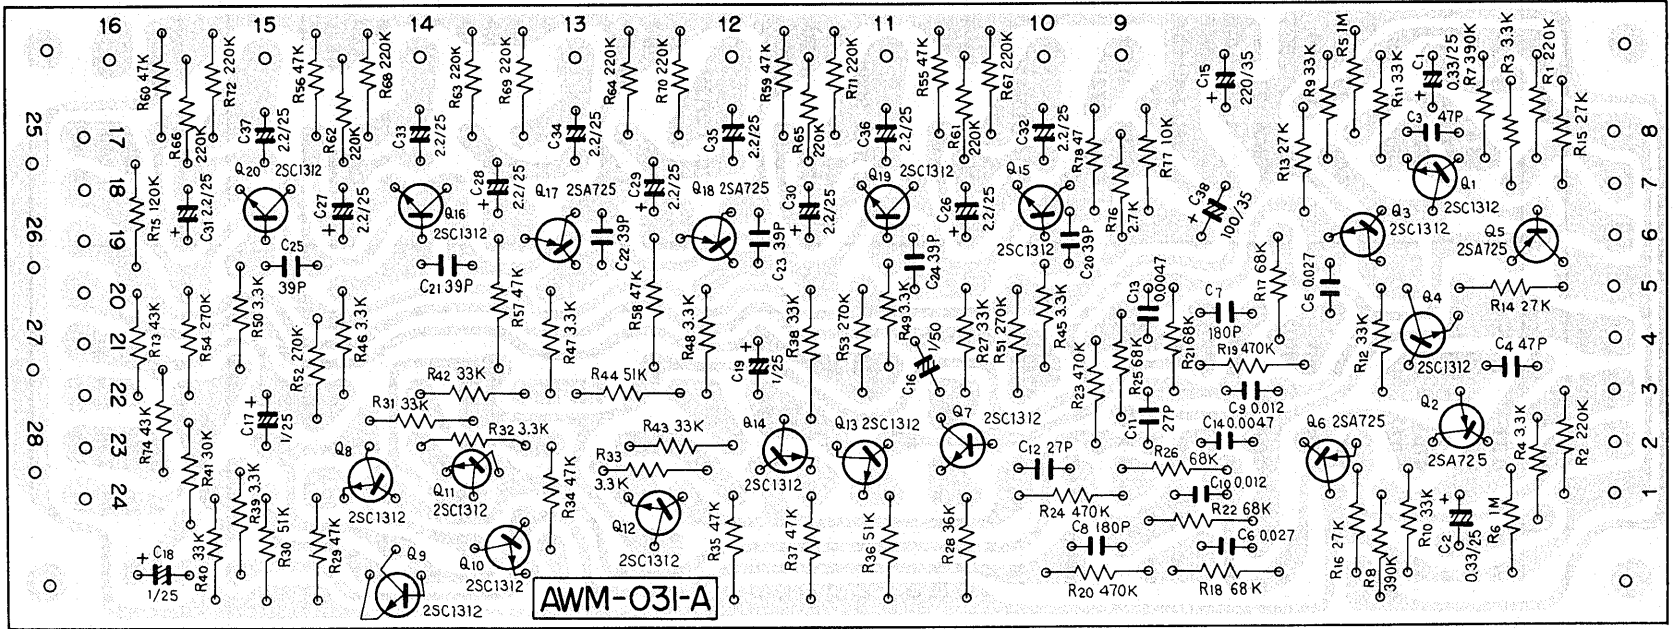 16
15
14
13
12
11
10
9
R60 47K
R66 220K
R72 220K
C37 2.2/25
R56 47K
R62 220K
R68 220K
C33 2.2/25
R63 220K
R69 220K
C34 2.2/25
R64 220K
R70 220K
C35 2.2/25
R59 47K
R65 220K
R71 220K
C36 2.2/25
R55 47K
R61 220K
R67 220K
C32 2.2/25
R78 47
R77 10K
C15 220/35
R9 33K
R5 1M
R11 33K
C1 0.33/25
R7 390K
R3 3.3K
R1 220K
R15 27K
C3 47P
R13 27K
25
17
8
18
7
26
19
6
20
5
27
21
4
22
3
28
23
2
24
1
R75 120K
C31 2.2/25
Q20 2SC1312
C27 2.2/25
Q16 2SC1312
C28 2.2/25
Q17 2SA725
C22 39P
C29 2.2/25
Q18 2SA725
C23 39P
C30 2.2/25
Q19 2SC1312
C26 2.2/25
Q15 2SC1312
C20 39P
R76 2.7K
C38 100/35
Q1 2SC1312
Q3 2SC1312
Q5 2SA725
C25 39P
C21 39P
C24 39P
R73 43K
R54 270K
R50 3.3K
R52 270K
R46 3.3K
R57 47K
R47 3.3K
R58 47K
R48 3.3K
C19 1/25
R38 33K
R53 270K
R49 3.3K
C16 1/50
R27 33K
R51 270K
R45 3.3K
R23 470K
R25 68K
C13 0.0047
R21 68K
C7 180P
R19 470K
R17 68K
C5 0.027
R12 33K
Q4 2SC1312
R14 27K
C4 47P
R42 33K
R44 51K
R31 33K
R32 3.3K
R43 33K
R33 3.3K
R74 43K
R41 30K
C17 1/25
Q8 2SC1312
Q11 2SC1312
R34 47K
Q12 2SC1312
Q14 2SC1312
Q13 2SC1312
Q7 2SC1312
C11 27P
C9 0.012
C14 0.0047
Q6 2SA725
Q2 2SA725
R4 3.3K
R2 220K
C12 27P
R26 68K
C10 0.012
R24 470K
R22 68K
C8 180P
C6 0.027
R20 470K
R18 68K
C18 1/25
R40 33K
R39 3.3K
R30 51K
R29 47K
Q9 2SC1312
Q10 2SC1312
R35 47K
R37 47K
R36 51K
R28 36K
R16 27K
R8 390K
R10 33K
C2 0.33/25
R6 1M
AWM-031-A